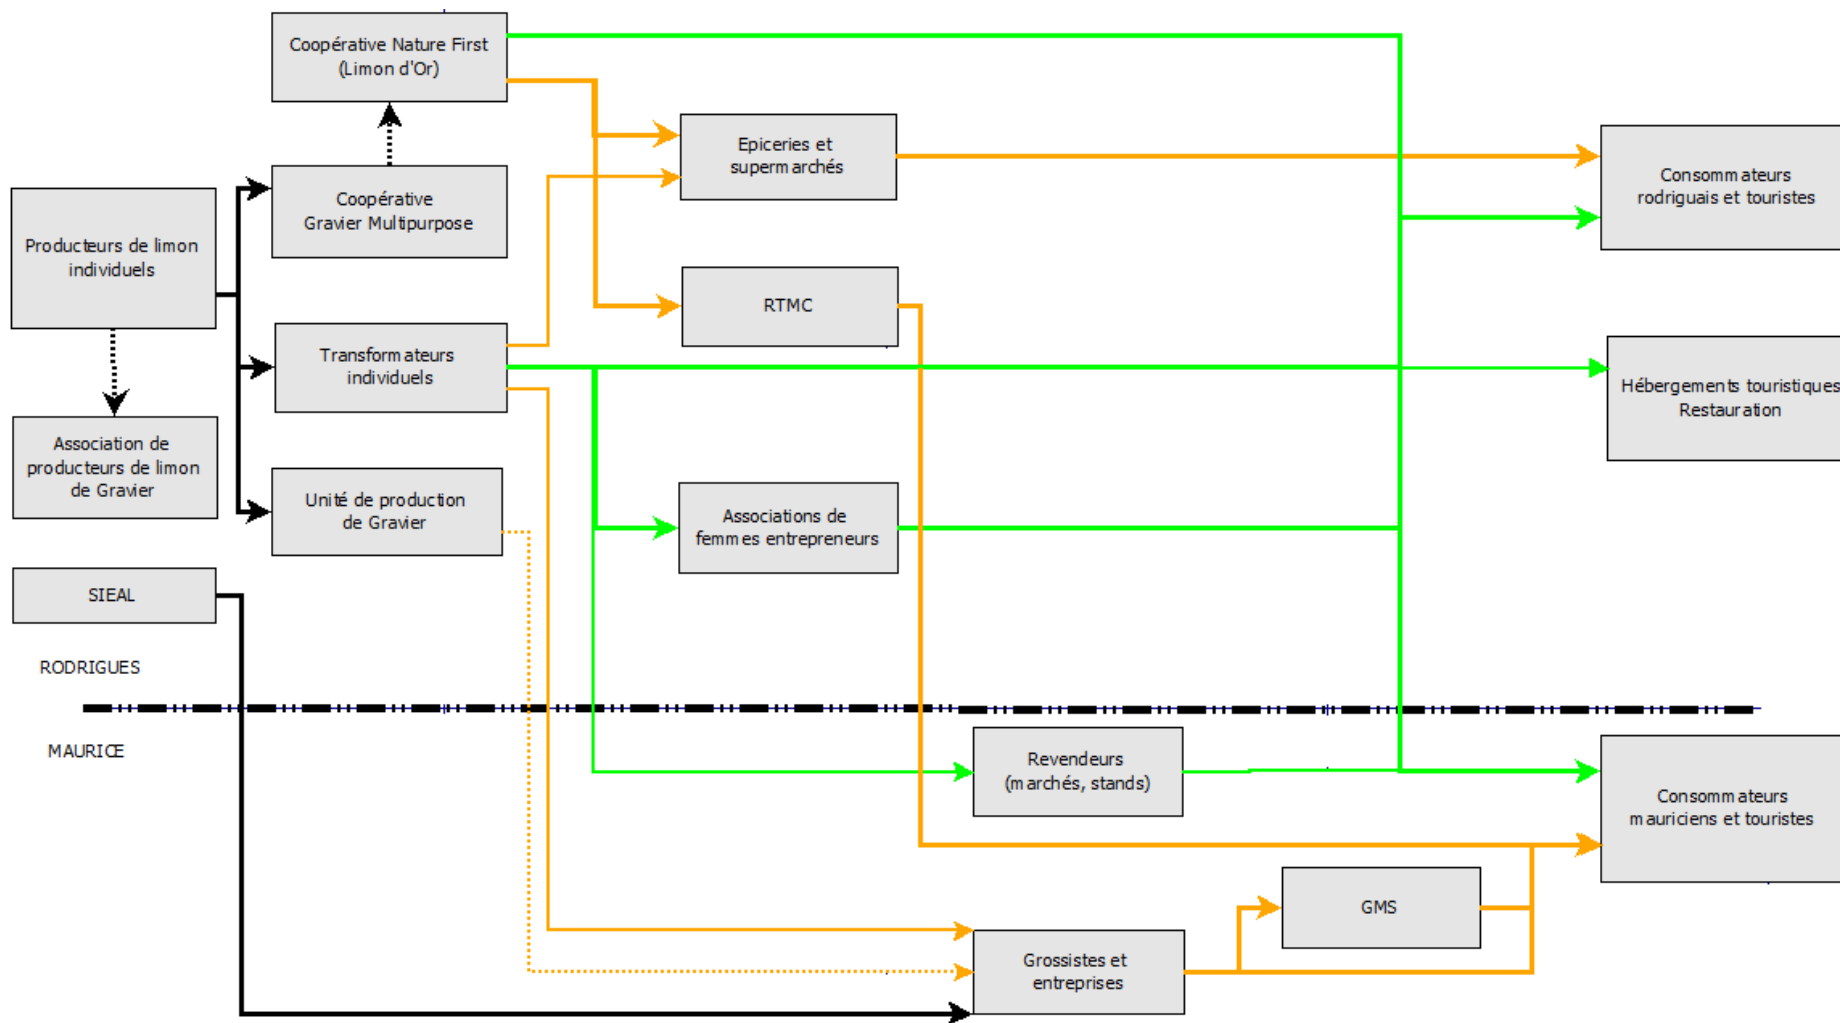 Coopérative Nature First
(Limon d'Or)
Epiceries et
supermarchés
Consommateurs
rodriguais et touristes
Coopérative
Gravier Multipurpose
Producteurs de limon
individuels
RTMC
Transformateurs
individuels
Hébergements touristiques
Restauration
Association de
producteurs de limon
de Gravier
Unité de production
de Gravier
Associations de
femmes entrepreneurs
SIEAL
RODRIGUES
MAURICE
Revendeurs
(marchés, stands)
Consommateurs
mauriciens et touristes
GMS
Grossistes et
entreprises